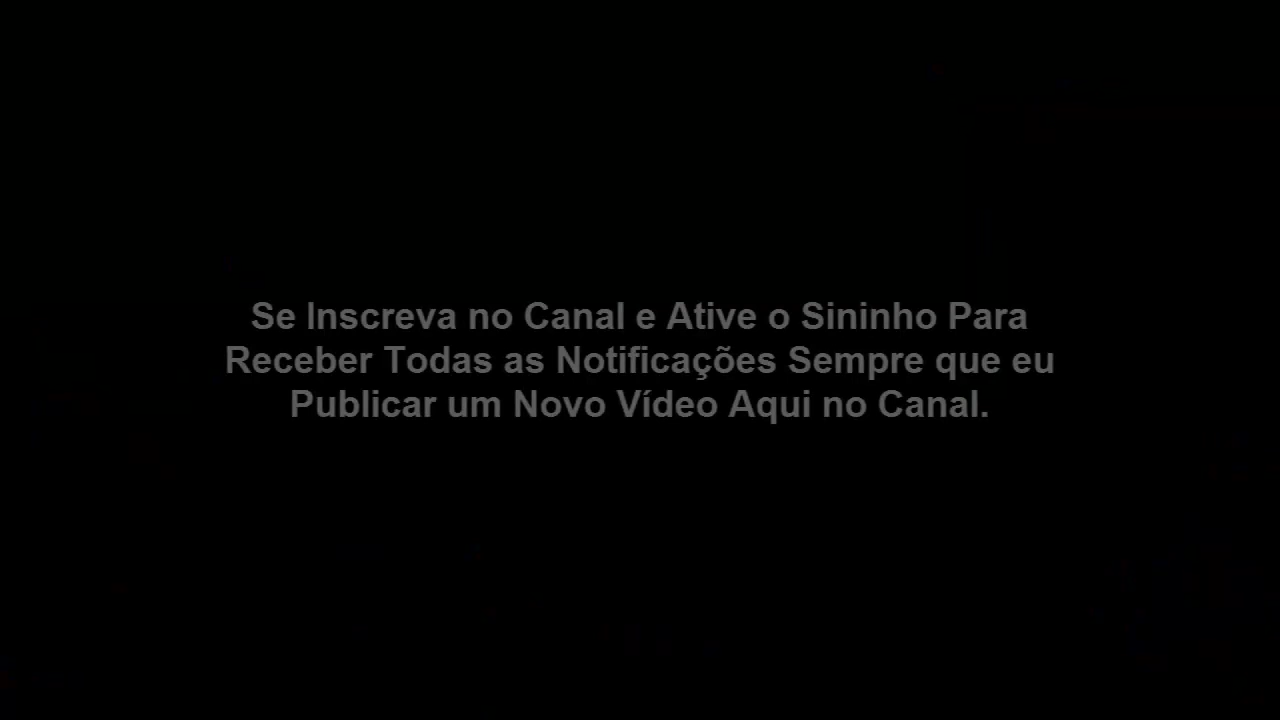 Se Inscreva no Canal e Ative o Sininho Para
Receber Todas as Notificações Sempre que eu
Publicar um Novo Vídeo Aqui no Canal.